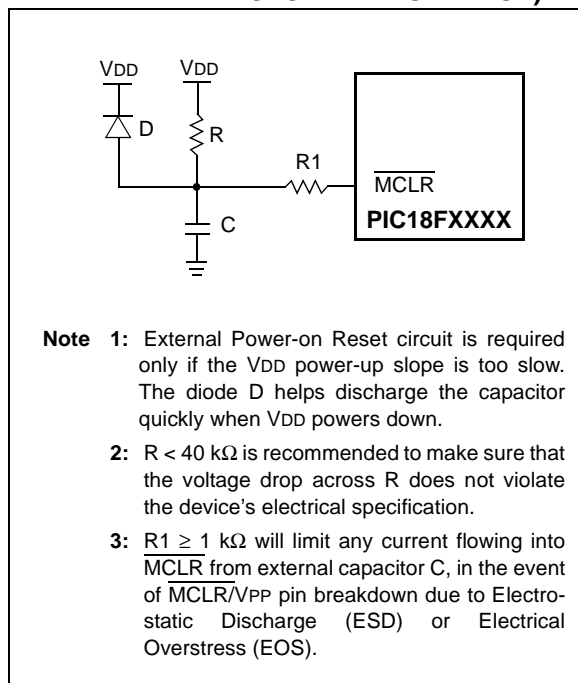 VDD VDD
D
R
R1
MCLR
C
PIC18FXXXX
Note 1: External Power-on Reset circuit is required
only if the VDD power-up slope is too slow.
The diode D helps discharge the capacitor
quickly when VDD powers down.
2: R < 40 kΩ is recommended to make sure that
the voltage drop across R does not violate
the device's electrical specification.
3: R1 ≥ 1 kΩ will limit any current flowing into
MCLR from external capacitor C, in the event
of MCLR/VPP pin breakdown due to Electro-
static Discharge (ESD) or Electrical
Overstress (EOS).